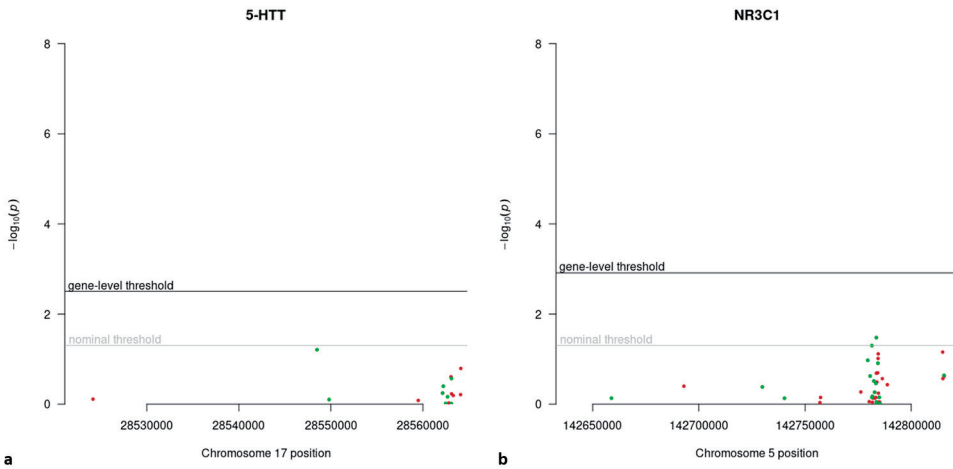 5-HTT
8
6
4
2
0
−log10(p)
gene-level threshold
nominal threshold
28530000 28540000 28550000 28560000
Chromosome 17 position
a
NR3C1
8
6
4
2
0
−log10(p)
gene-level threshold
nominal threshold
142650000 142700000 142750000 142800000
Chromosome 5 position
b